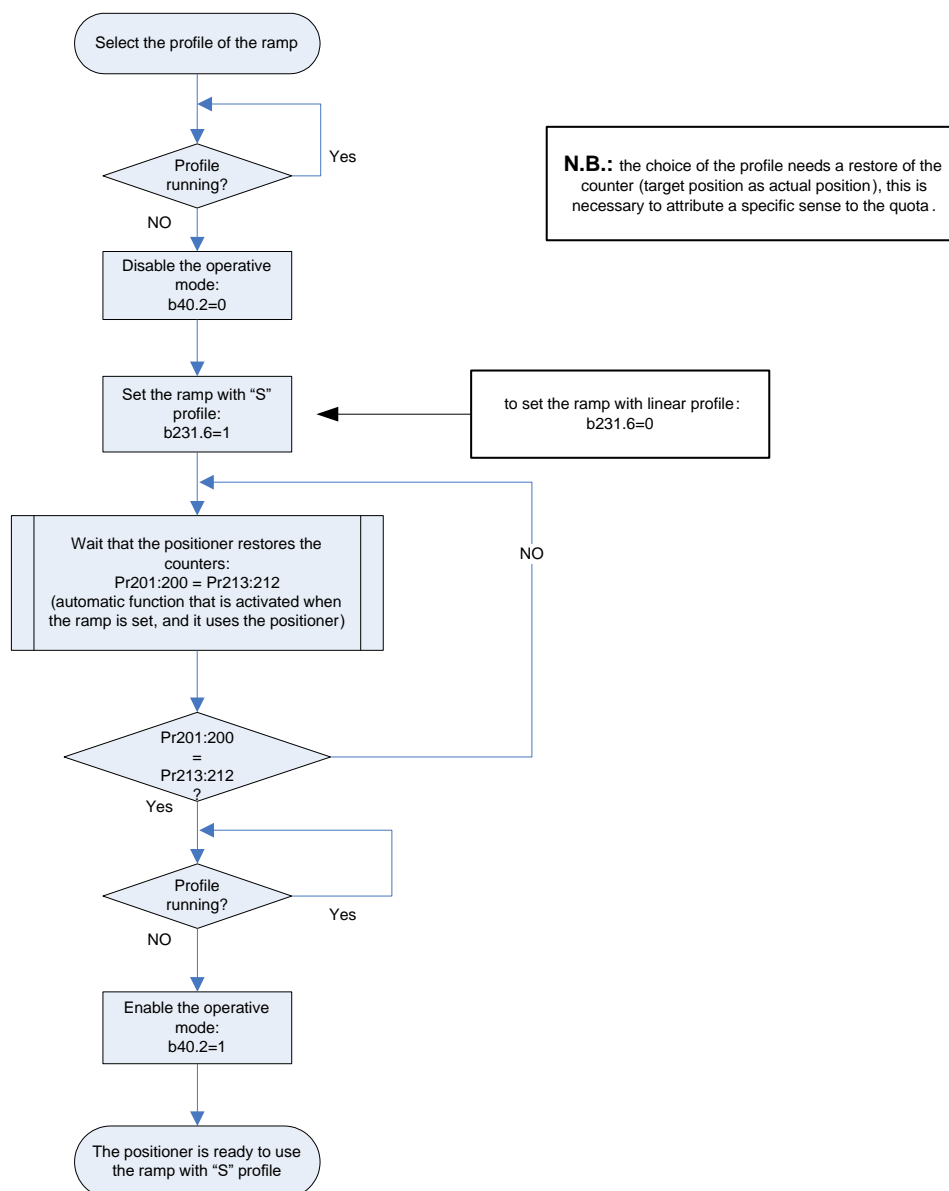 Select the profile of the ramp
Yes
Profile
running?
NO
N.B.: the choice of the profile needs a restore of the
counter (target position as actual position), this is
necessary to attribute a specific sense to the quota.
Disable the operative
mode:
b40.2=0
Set the ramp with “S”
profile:
b231.6=1
to set the ramp with linear profile:
b231.6=0
Wait that the positioner restores the
counters:
Pr201:200 = Pr213:212
(automatic function that is activated when
the ramp is set, and it uses the positioner)
NO
Pr201:200
=
Pr213:212
?
Yes
Profile
running?
Yes
NO
Enable the operative
mode:
b40.2=1
The positioner is ready to use
the ramp with “S” profile